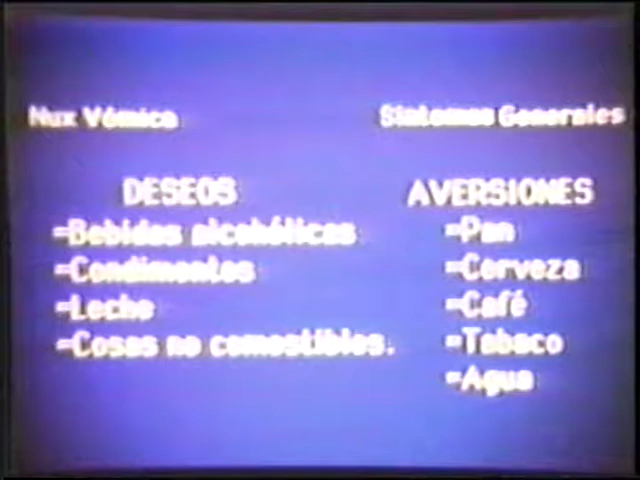 Nux Vómica
Síntomas Generales
DESEOS
=Bebidas alcohólicas
=Condimentos
=Leche
=Cosas no comestibles.
AVERSIONES
=Pan
=Cerveza
=Café
=Tabaco
=Agua